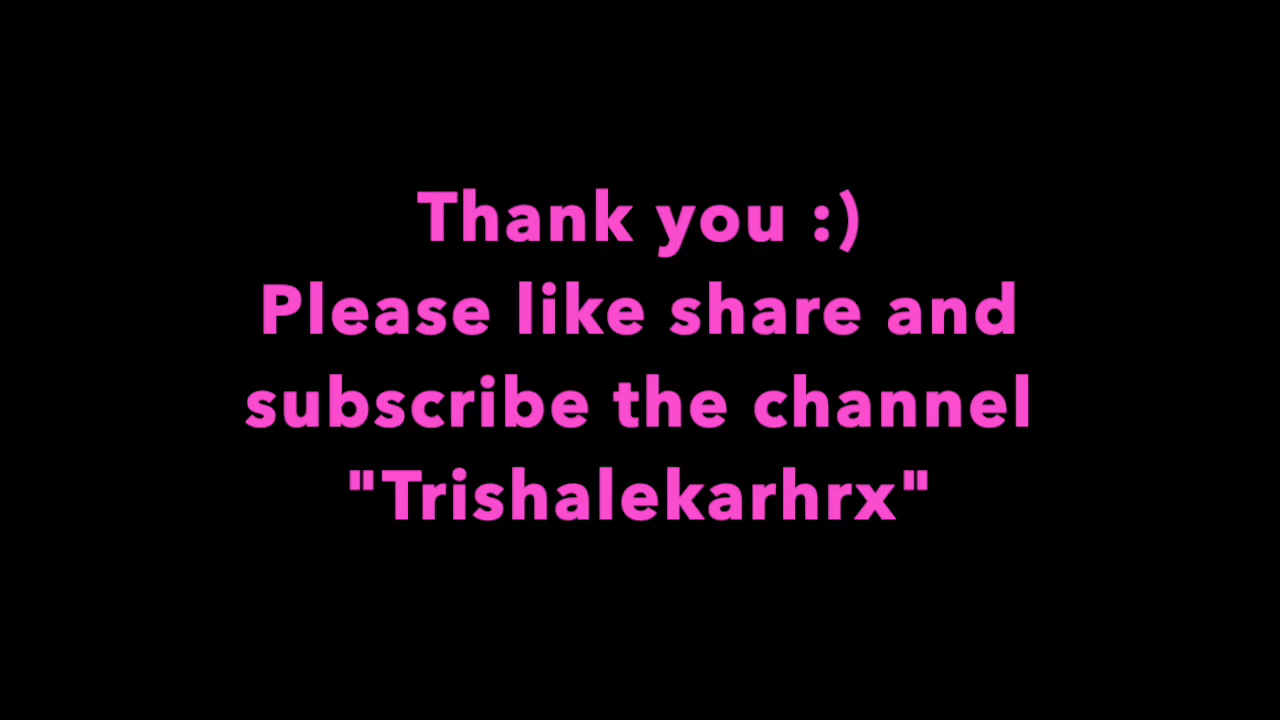 Thank you :)
Please like share and
subscribe the channel
"Trishalekarhrx"